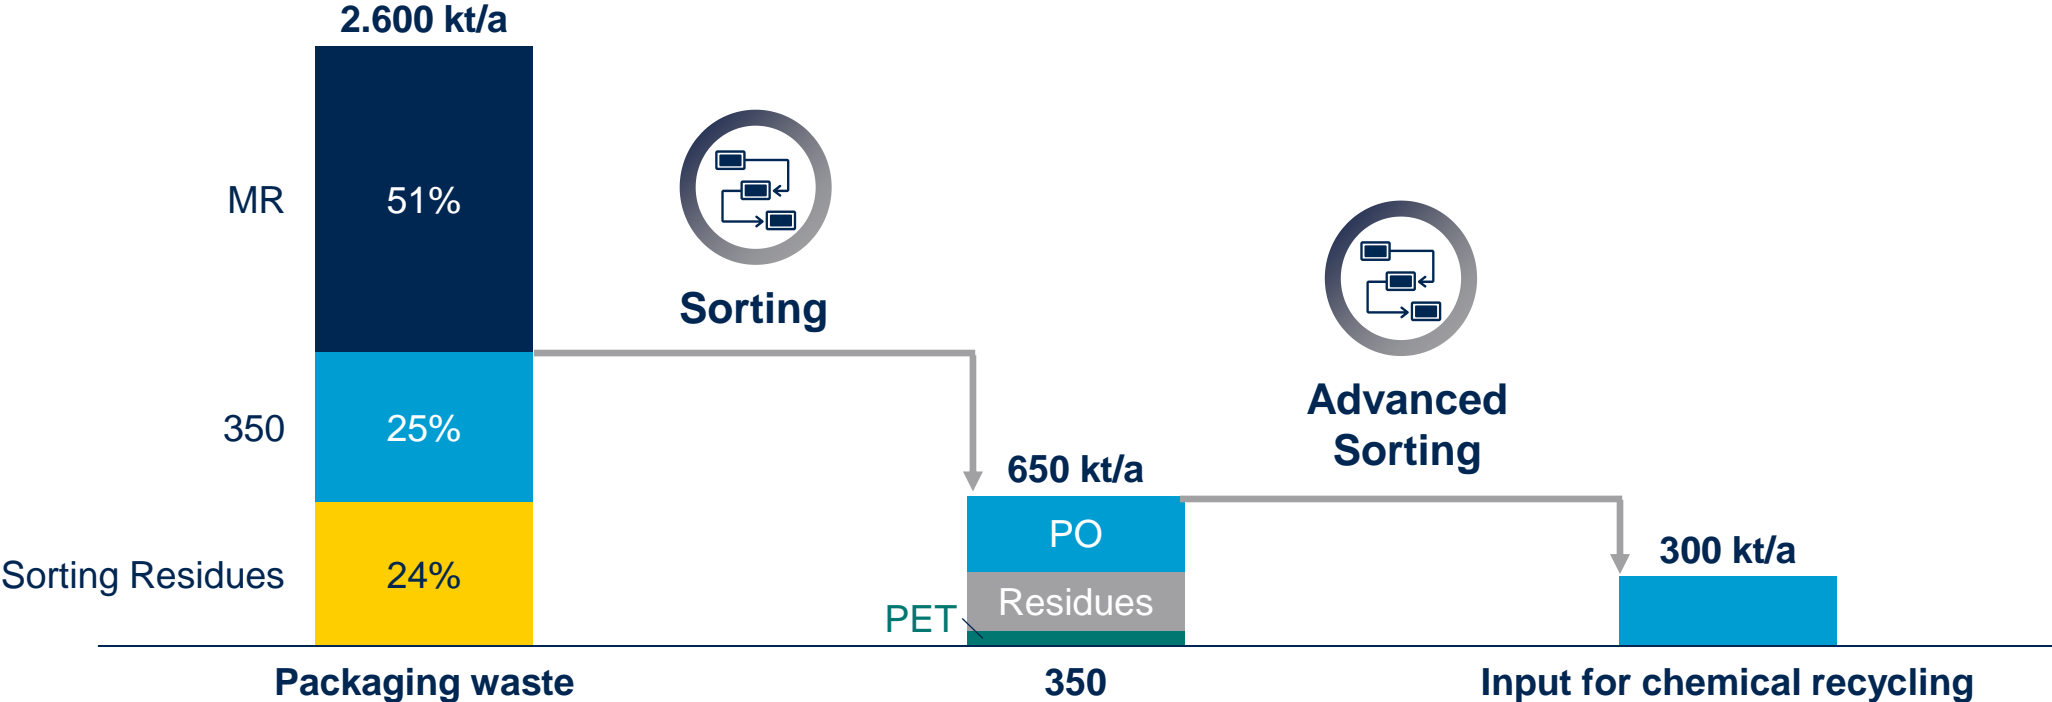 2.600 kt/a
MR
51%
Sorting
350
25%
Advanced
Sorting
650 kt/a
PO
300 kt/a
Sorting Residues
24%
Residues
PET
Packaging waste
350
Input for chemical recycling